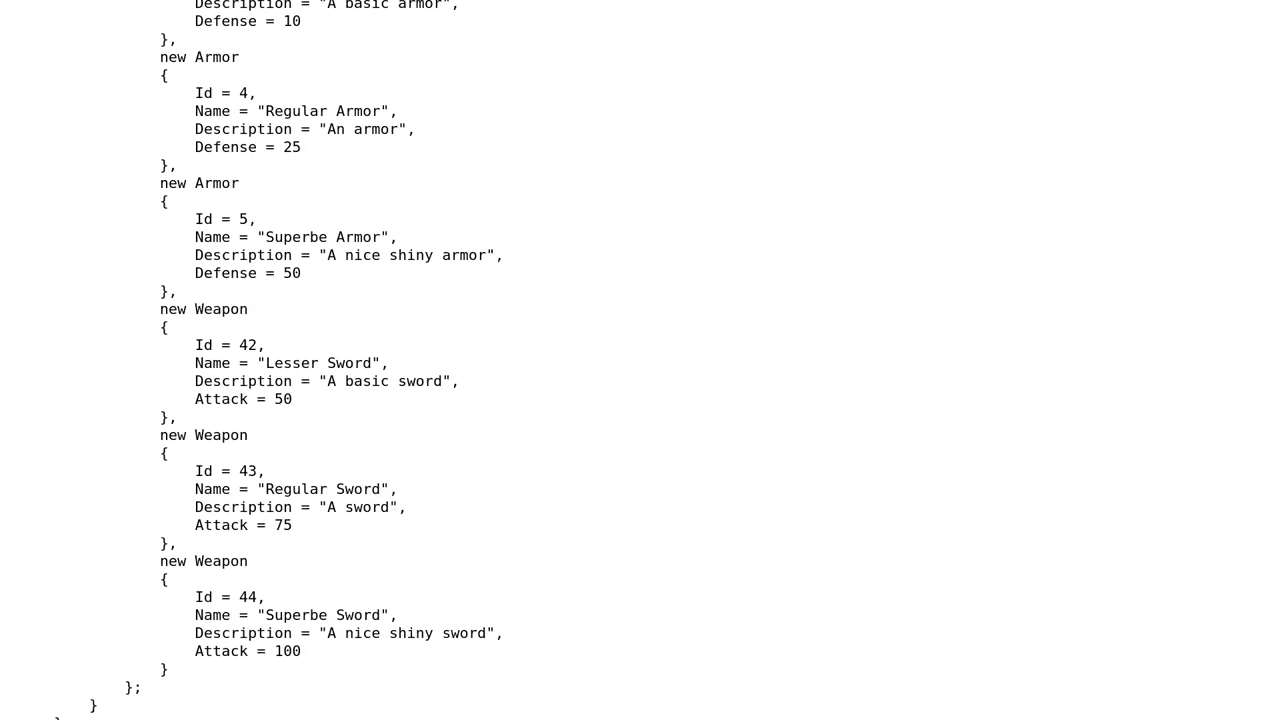 Description = "A basic armor",
Defense = 10
},
new Armor
{
Id = 4,
Name = "Regular Armor",
Description = "An armor",
Defense = 25
},
new Armor
{
Id = 5,
Name = "Superbe Armor",
Description = "A nice shiny armor",
Defense = 50
},
new Weapon
{
Id = 42,
Name = "Lesser Sword",
Description = "A basic sword",
Attack = 50
},
new Weapon
{
Id = 43,
Name = "Regular Sword",
Description = "A sword",
Attack = 75
},
new Weapon
{
Id = 44,
Name = "Superbe Sword",
Description = "A nice shiny sword",
Attack = 100
}
};
}
}